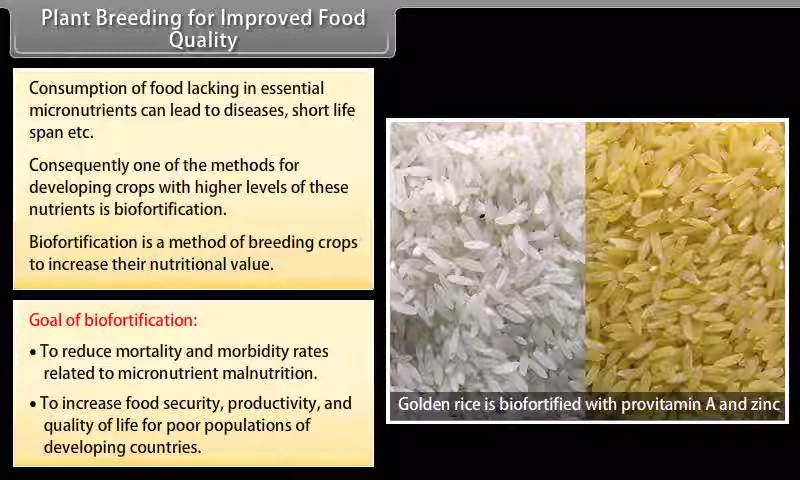 Plant Breeding for Improved Food
Quality
Consumption of food lacking in essential
micronutrients can lead to diseases, short life
span etc.
Consequently one of the methods for
developing crops with higher levels of these
nutrients is biofortification.
Biofortification is a method of breeding crops
to increase their nutritional value.
Goal of biofortification:
• To reduce mortality and morbidity rates
related to micronutrient malnutrition.
• To increase food security, productivity, and
quality of life for poor populations of
developing countries.
Golden rice is biofortified with provitamin A and zinc